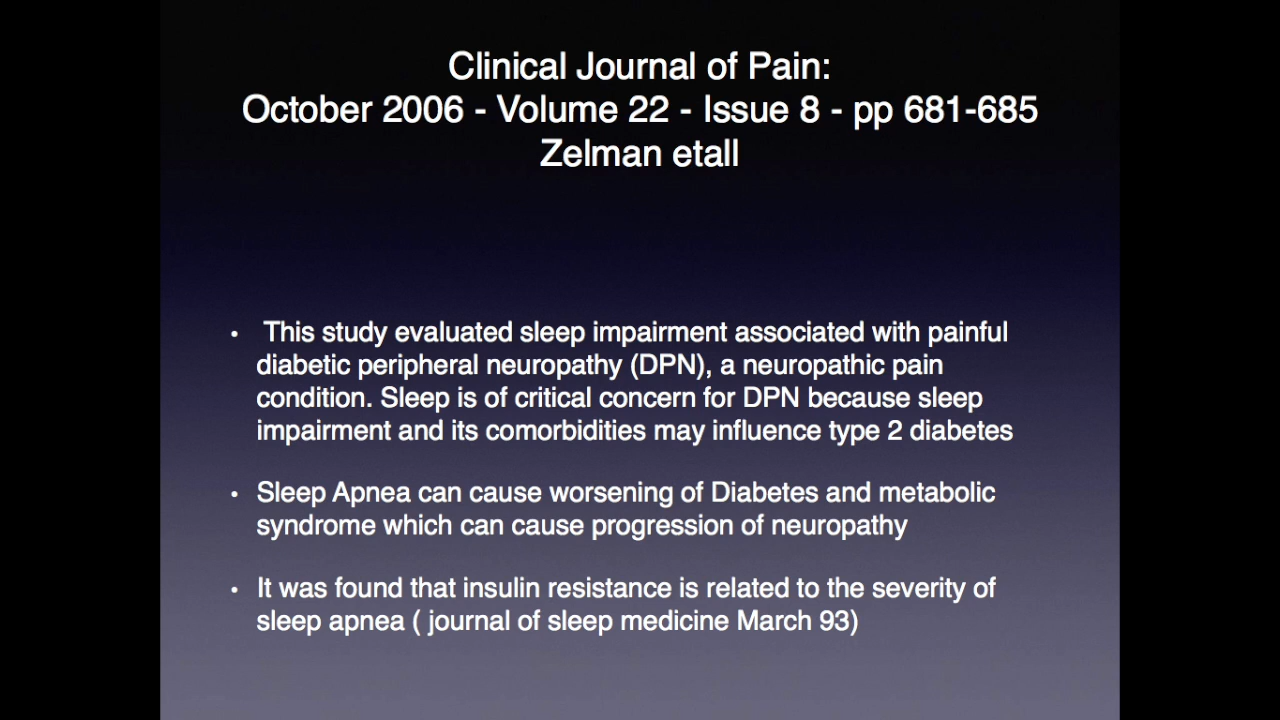 Clinical Journal of Pain:
October 2006 - Volume 22 - Issue 8 - pp 681-685
Zelman etall
• This study evaluated sleep impairment associated with painful
diabetic peripheral neuropathy (DPN), a neuropathic pain
condition. Sleep is of critical concern for DPN because sleep
impairment and its comorbidities may influence type 2 diabetes
• Sleep Apnea can cause worsening of Diabetes and metabolic
syndrome which can cause progression of neuropathy
• It was found that insulin resistance is related to the severity of
sleep apnea ( journal of sleep medicine March 93)